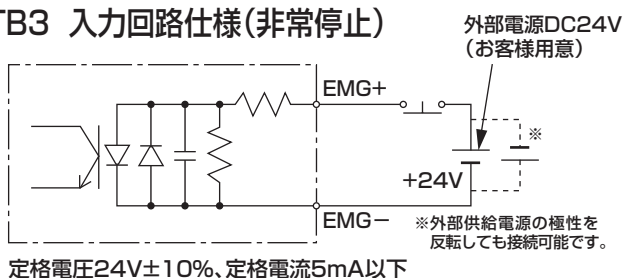 TB3 入力回路仕様(非常停止)
外部電源DC24V
(お客様用意)
EMG+
※
+24V
EMG−
※外部供給電源の極性を
反転しても接続可能です。
定格電圧24V±10%、定格電流5mA以下